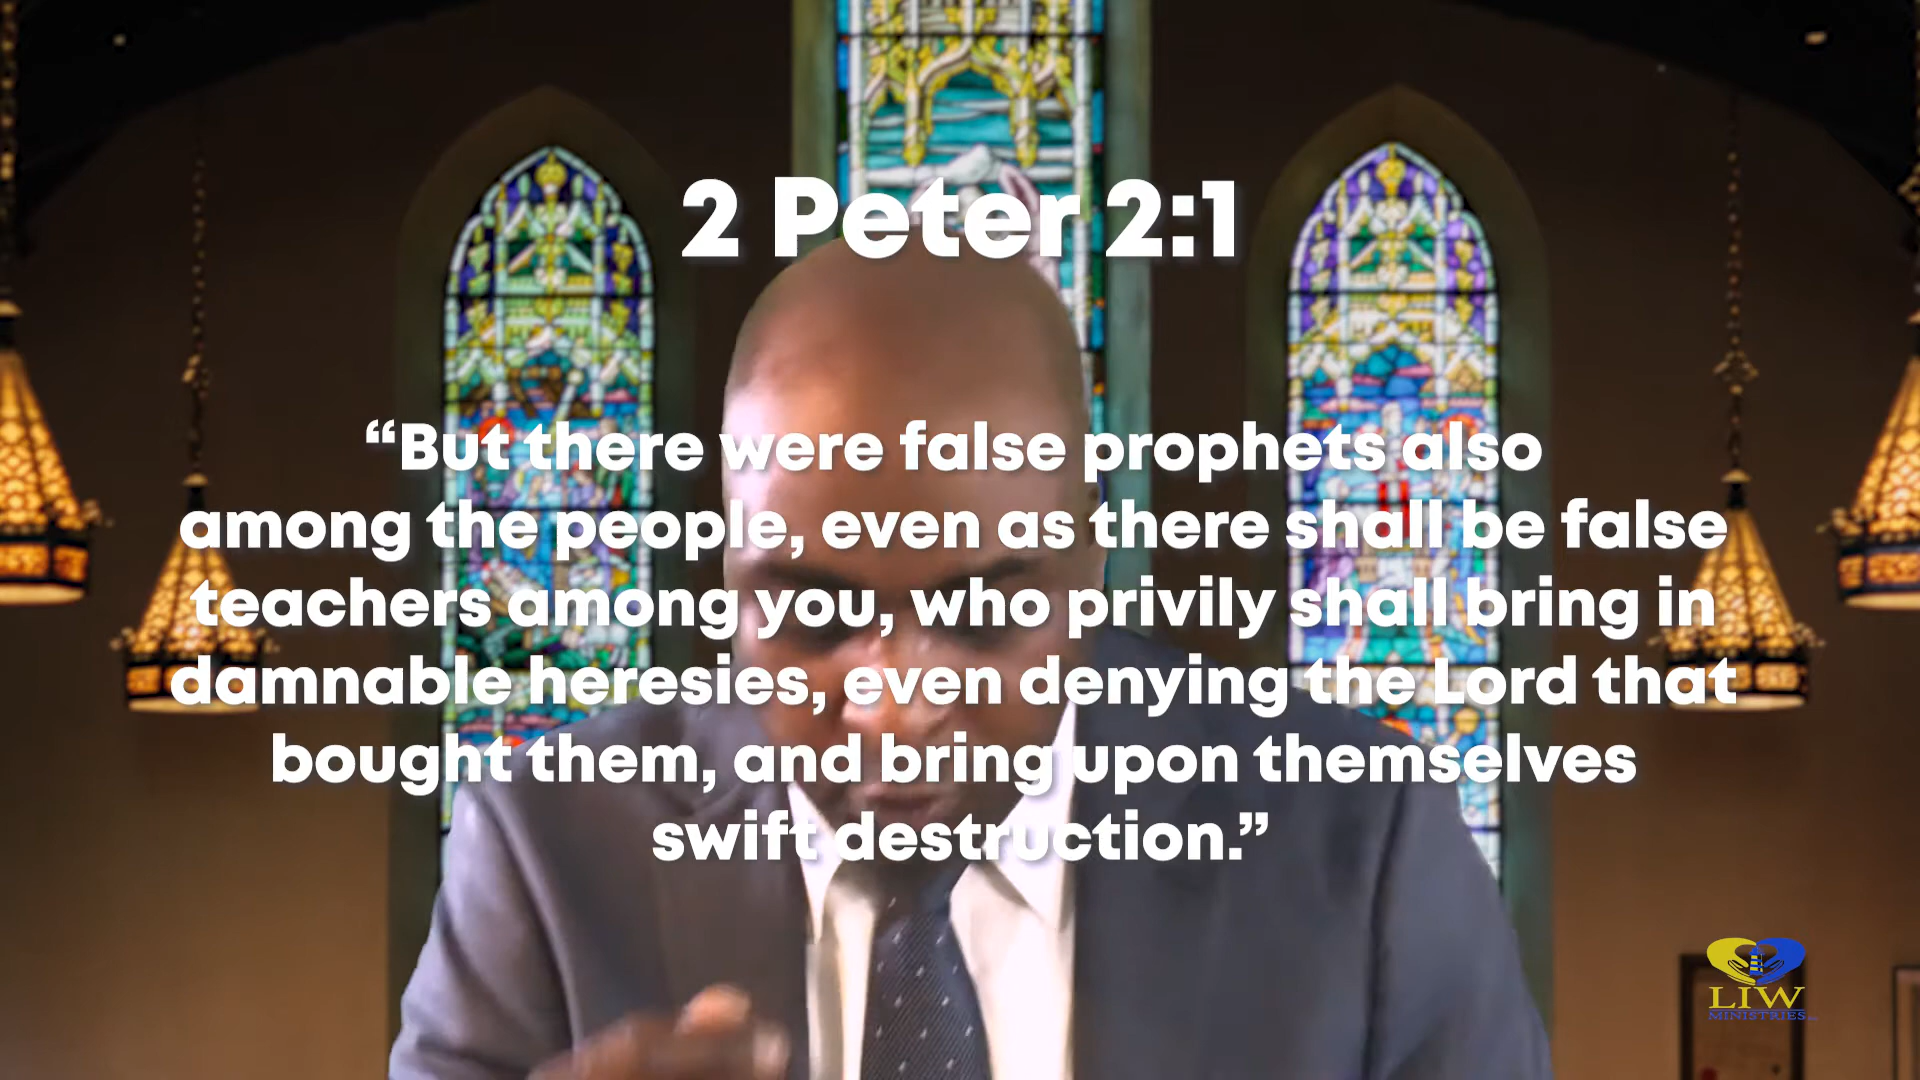 2 Peter 2:1
“But there were false prophets also
among the people, even as there shall be false
teachers among you, who privily shall bring in
damnable heresies, even denying the Lord that
bought them, and bring upon themselves
swift destruction.”
LIW
MINISTRIES